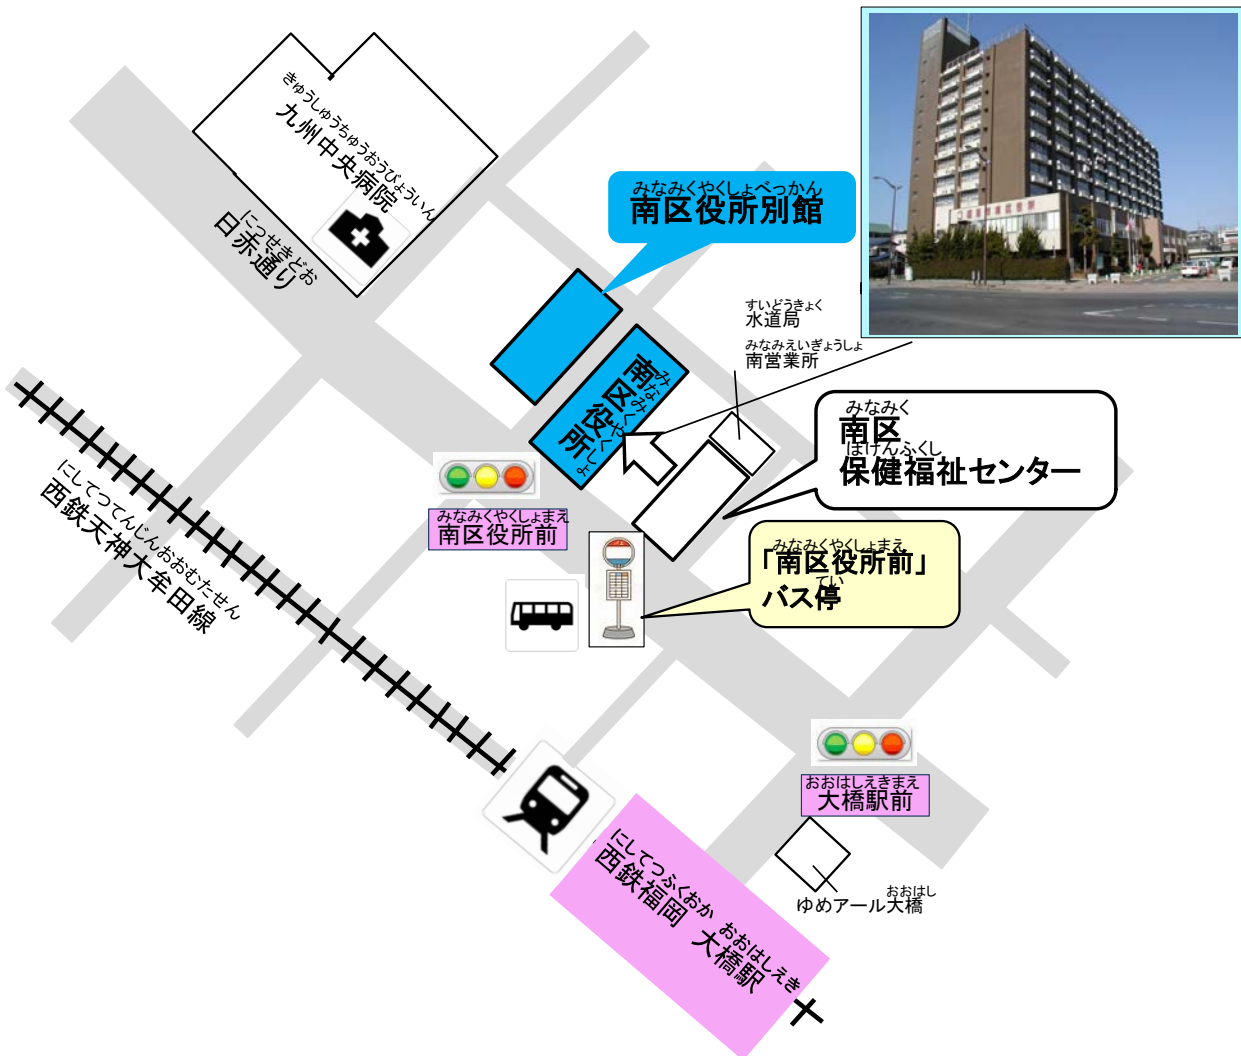 きゅうしゅうちゅうおうびょういん
九州中央病院
にっせきどお
日赤通り
みなみくやくしょべっかん
南区役所別館
すいどうきょく
水道局
みなみえいぎょうしょ
南営業所
みなみくやくしょ
南区役所
みなみく
南区
ほけんふくし
保健福祉センター
みなみくやくしょまえ
南区役所前
みなみくやくしょまえ
「南区役所前」
てい
バス停
にしてつてんじんおおむたせん
西鉄天神大牟田線
おおはしえきまえ
大橋駅前
おおはし
ゆめアール大橋
にしてつふくおか おおはしえき
西鉄福岡 大橋駅